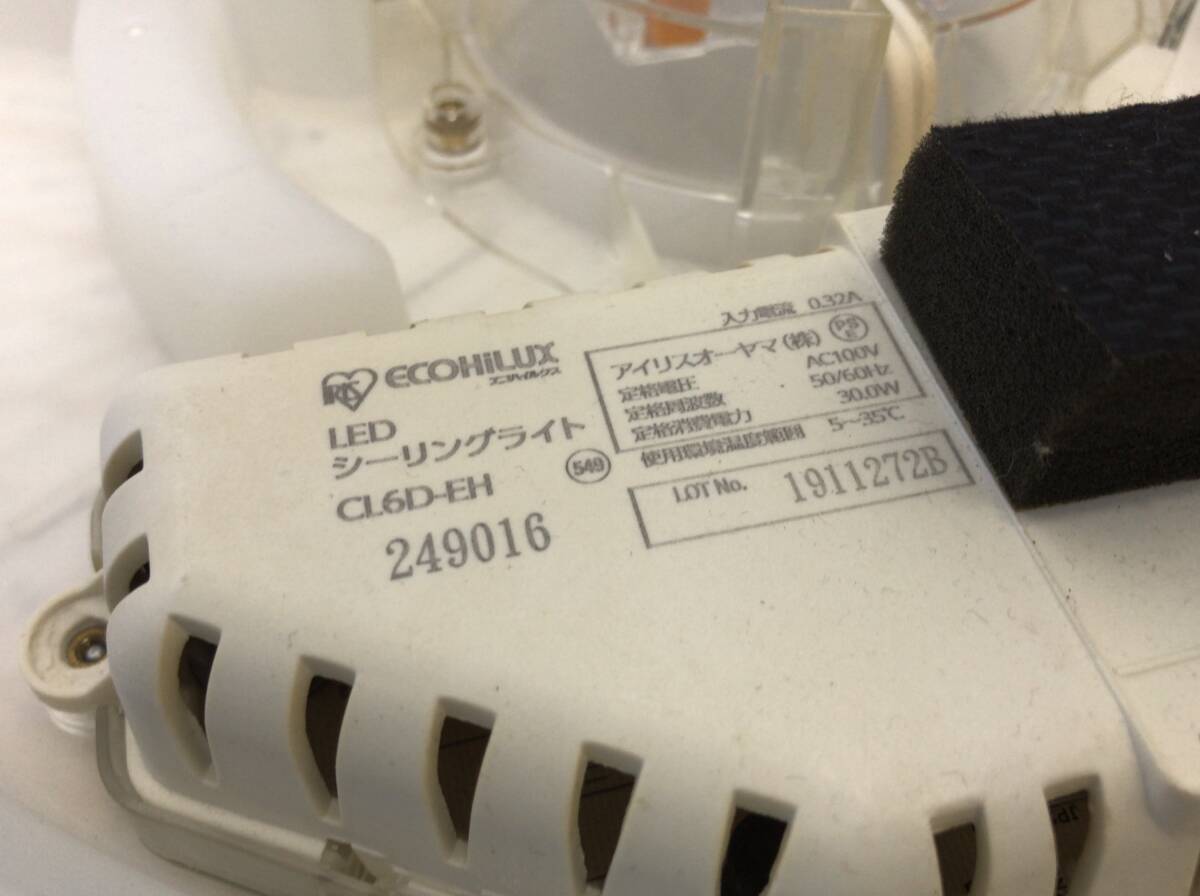 IRIS ECOHiLUX
エコハイルクス
LED
シーリングライト
CL6D-EH
549
249016
入力電流 0.32A
アイリスオーヤマ(株) PSE
定格電圧 AC100V
定格周波数 50/60Hz
定格消費電力 30.0W
使用環境温度範囲 5~35℃
LOT No. 1911272B